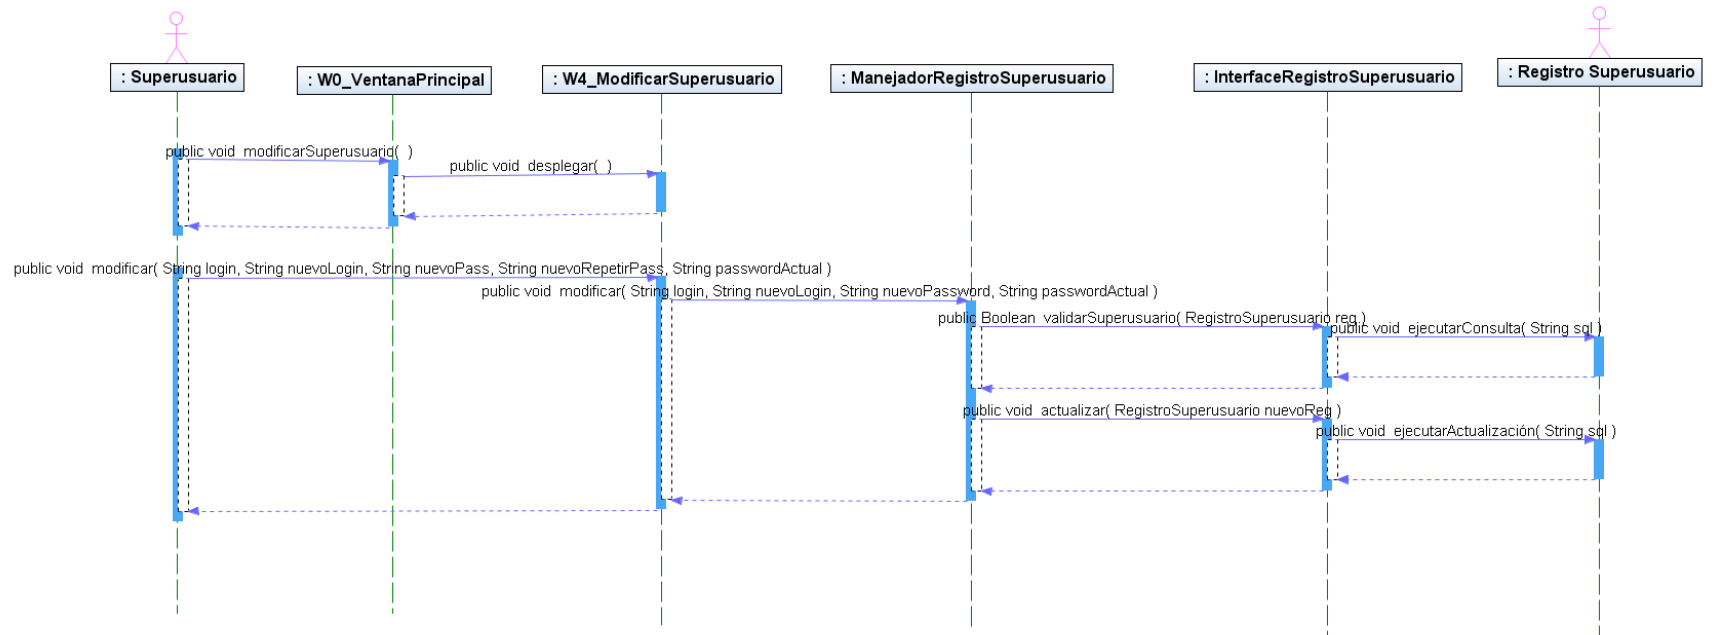 : Superusuario
: W0_VentanaPrincipal
: W4_ModificarSuperusuario
: ManejadorRegistroSuperusuario
: InterfaceRegistroSuperusuario
: Registro Superusuario
public void modificarSuperusuario( )
public void desplegar( )
public void modificar( String login, String nuevoLogin, String nuevoPass, String nuevoRepetirPass, String passwordActual )
public void modificar( String login, String nuevoLogin, String nuevoPassword, String passwordActual )
public Boolean validarSuperusuario( RegistroSuperusuario reg )
public void ejecutarConsulta( String sql )
public void actualizar( RegistroSuperusuario nuevoReg )
public void ejecutarActualización( String sql )